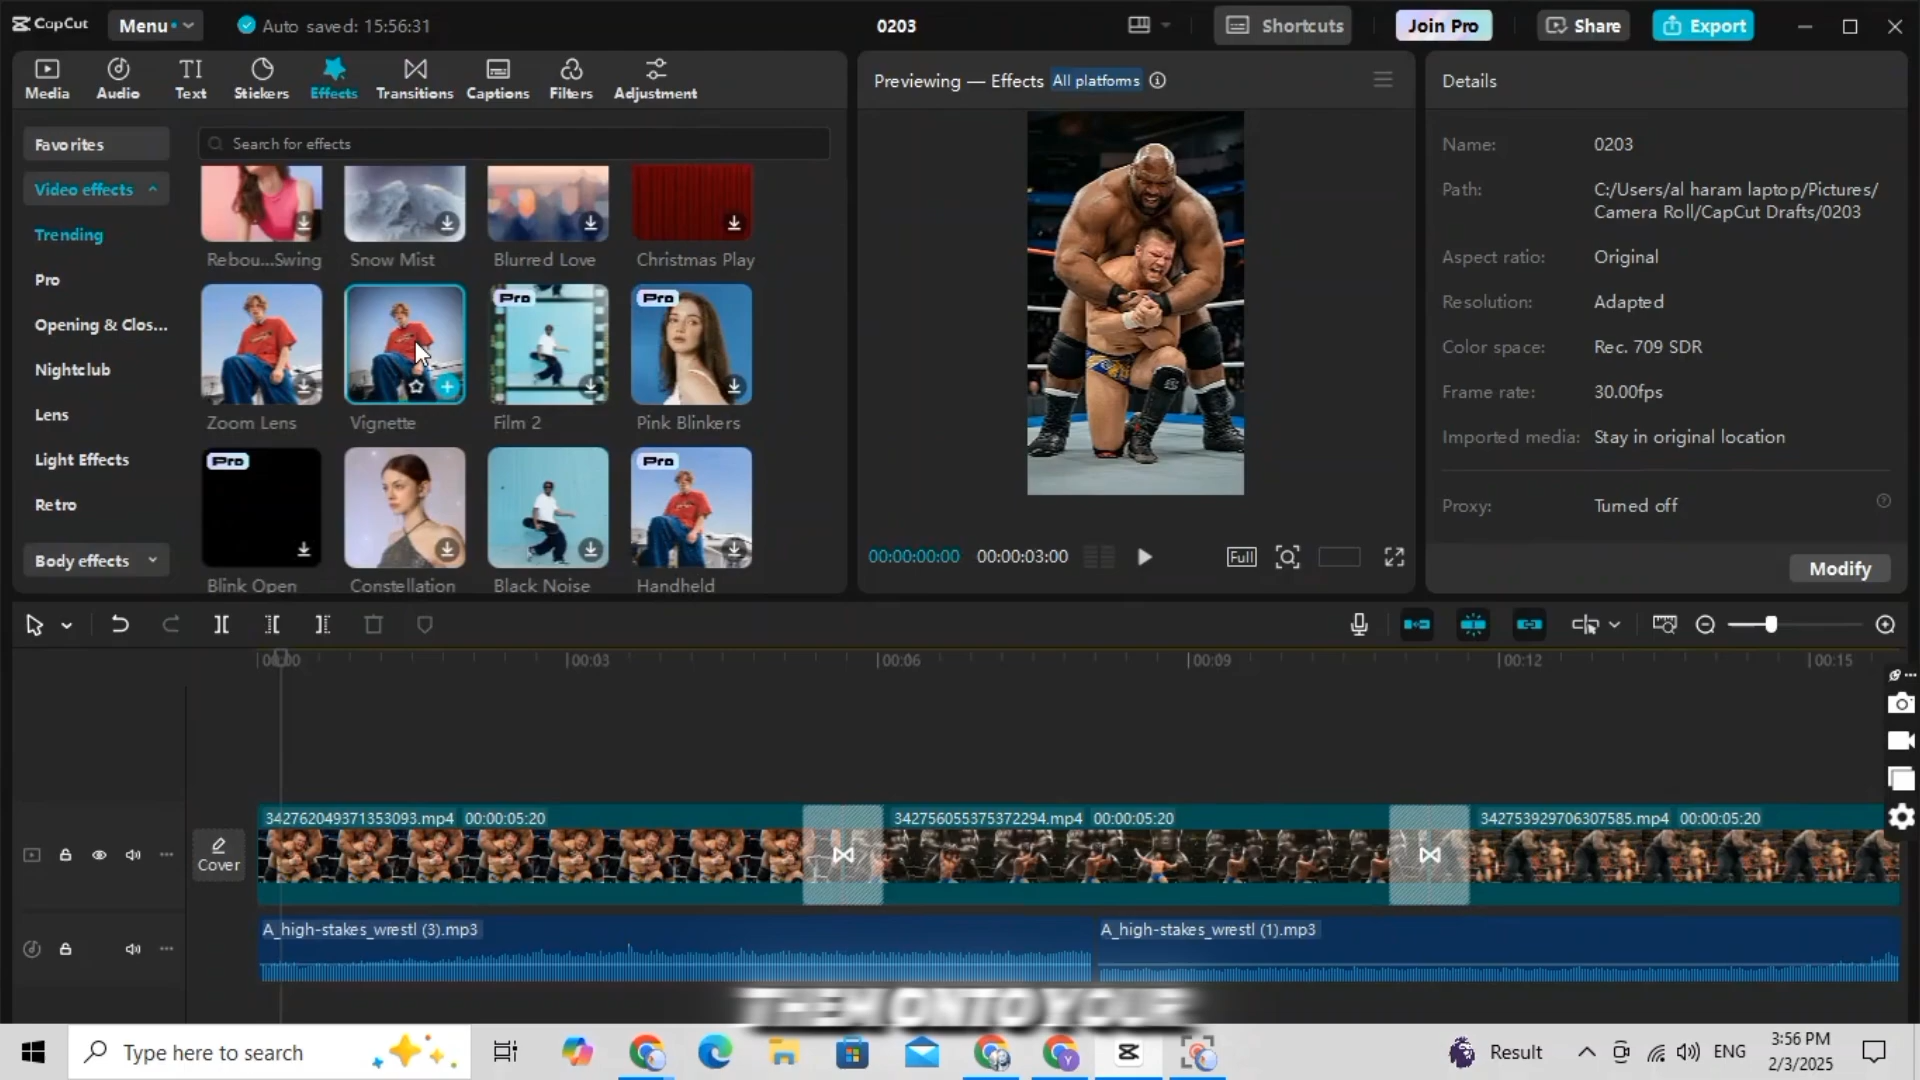 CapCut
Menu
Auto saved: 15:56:31
0203
Shortcuts
Join Pro
Share
Export
Media
Audio
TI
Text
Stickers
Effects
Transitions
Captions
Filters
Adjustment
Favorites
Search for effects
Video effects
Trending
Pro
Opening & Clos...
Nightclub
Lens
Light Effects
Retro
Body effects
Rebou...Swing
Snow Mist
Blurred Love
Christmas Play
Pro
Pro
Zoom Lens
Vignette
Film 2
Pink Blinkers
Pro
Pro
Blink Open
Constellation
Black Noise
Handheld
Previewing — Effects All platforms
00:00:00:00
00:00:03:00
Full
Details
Name: 0203
Path: C:/Users/al haram laptop/Pictures/
Camera Roll/CapCut Drafts/0203
Aspect ratio: Original
Resolution: Adapted
Color space: Rec. 709 SDR
Frame rate: 30.00fps
Imported media: Stay in original location
Proxy: Turned off
Modify
00:00
00:03
00:06
00:09
00:12
00:15
Cover
342762049371353093.mp4 00:00:05:20
342756055375372294.mp4 00:00:05:20
342753929706307585.mp4 00:00:05:20
A_high-stakes_wrestl (3).mp3
A_high-stakes_wrestl (1).mp3
THEM ONTO YOUR
Type here to search
Result
ENG
3:56 PM
2/3/2025